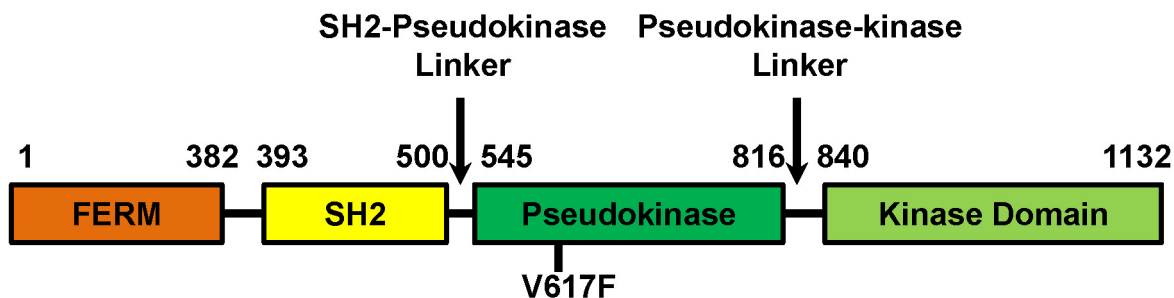 SH2-Pseudokinase Linker
Pseudokinase-kinase Linker
1 382 393 500 545 816 840 1132
FERM SH2 Pseudokinase Kinase Domain
V617F